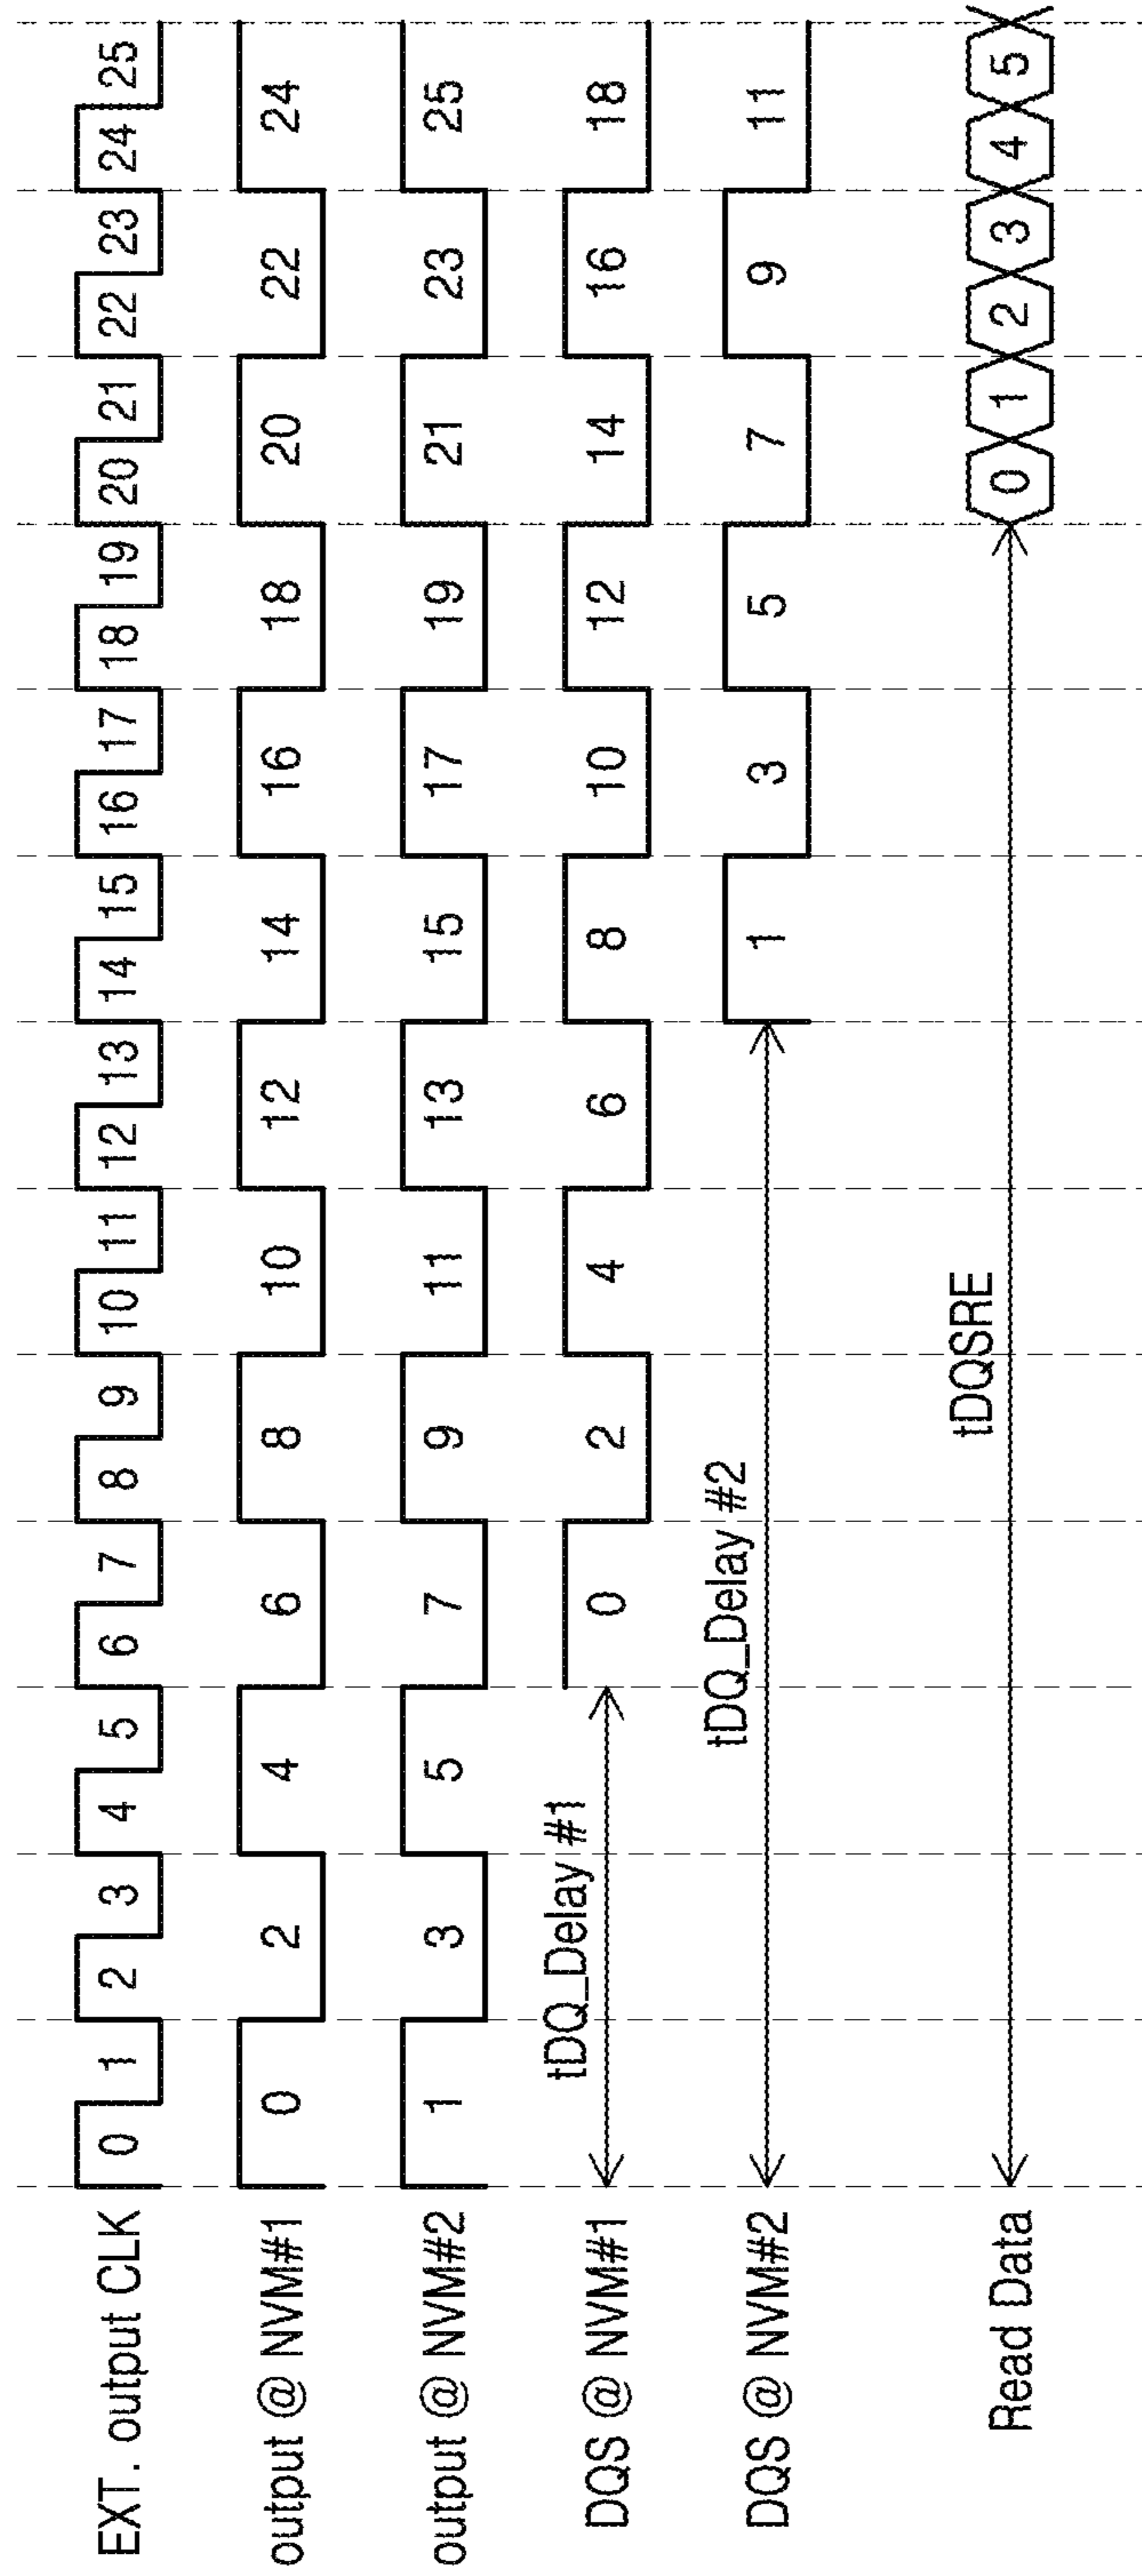 EXT. output CLK 0 1 2 3 4 5 6 7 8 9 10 11 12 13 14 15 16 17 18 19 20 21 22 23 24 25
output @ NVM#1 0 2 4 6 8 10 12 14 16 18 20 22 24
output @ NVM#2 1 3 5 7 9 11 13 15 17 19 21 23 25
tDQ_Delay #1
DQS @ NVM#1 0 2 4 6 8 10 12 14 16 18
tDQ_Delay #2
DQS @ NVM#2 1 3 5 7 9 11
tDQSRE
Read Data 0 1 2 3 4 5